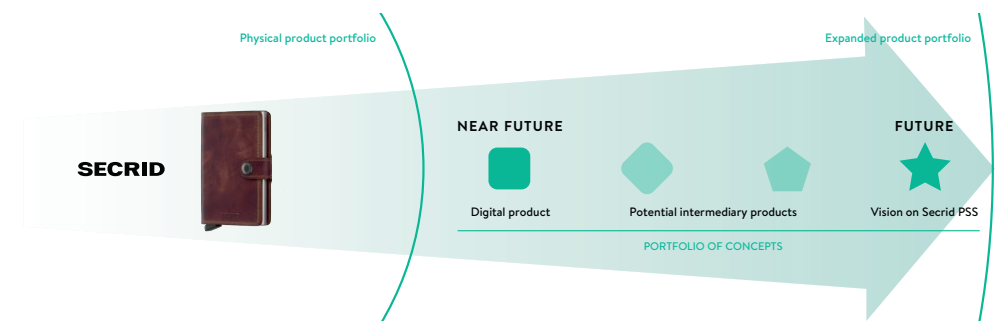 Physical product portfolio
Expanded product portfolio
NEAR FUTURE
FUTURE
SECRID
Digital product
Potential intermediary products
Vision on Secrid PSS
PORTFOLIO OF CONCEPTS